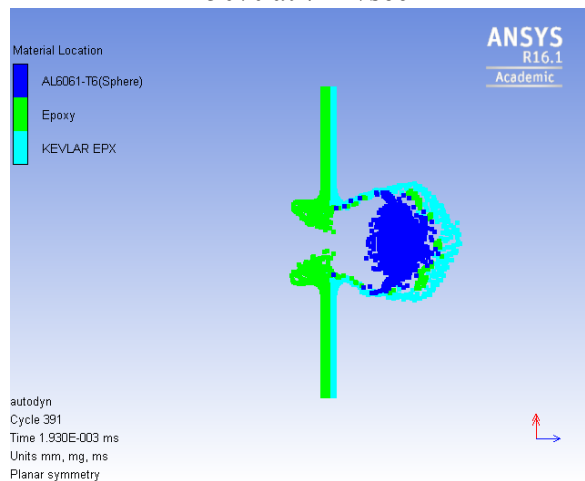 Material Location
AL6061-T6(Sphere)
Epoxy
KEVLAR EPX
ANSYS
R16.1
Academic
autodyn
Cycle 391
Time 1.930E-003 ms
Units mm, mg, ms
Planar symmetry